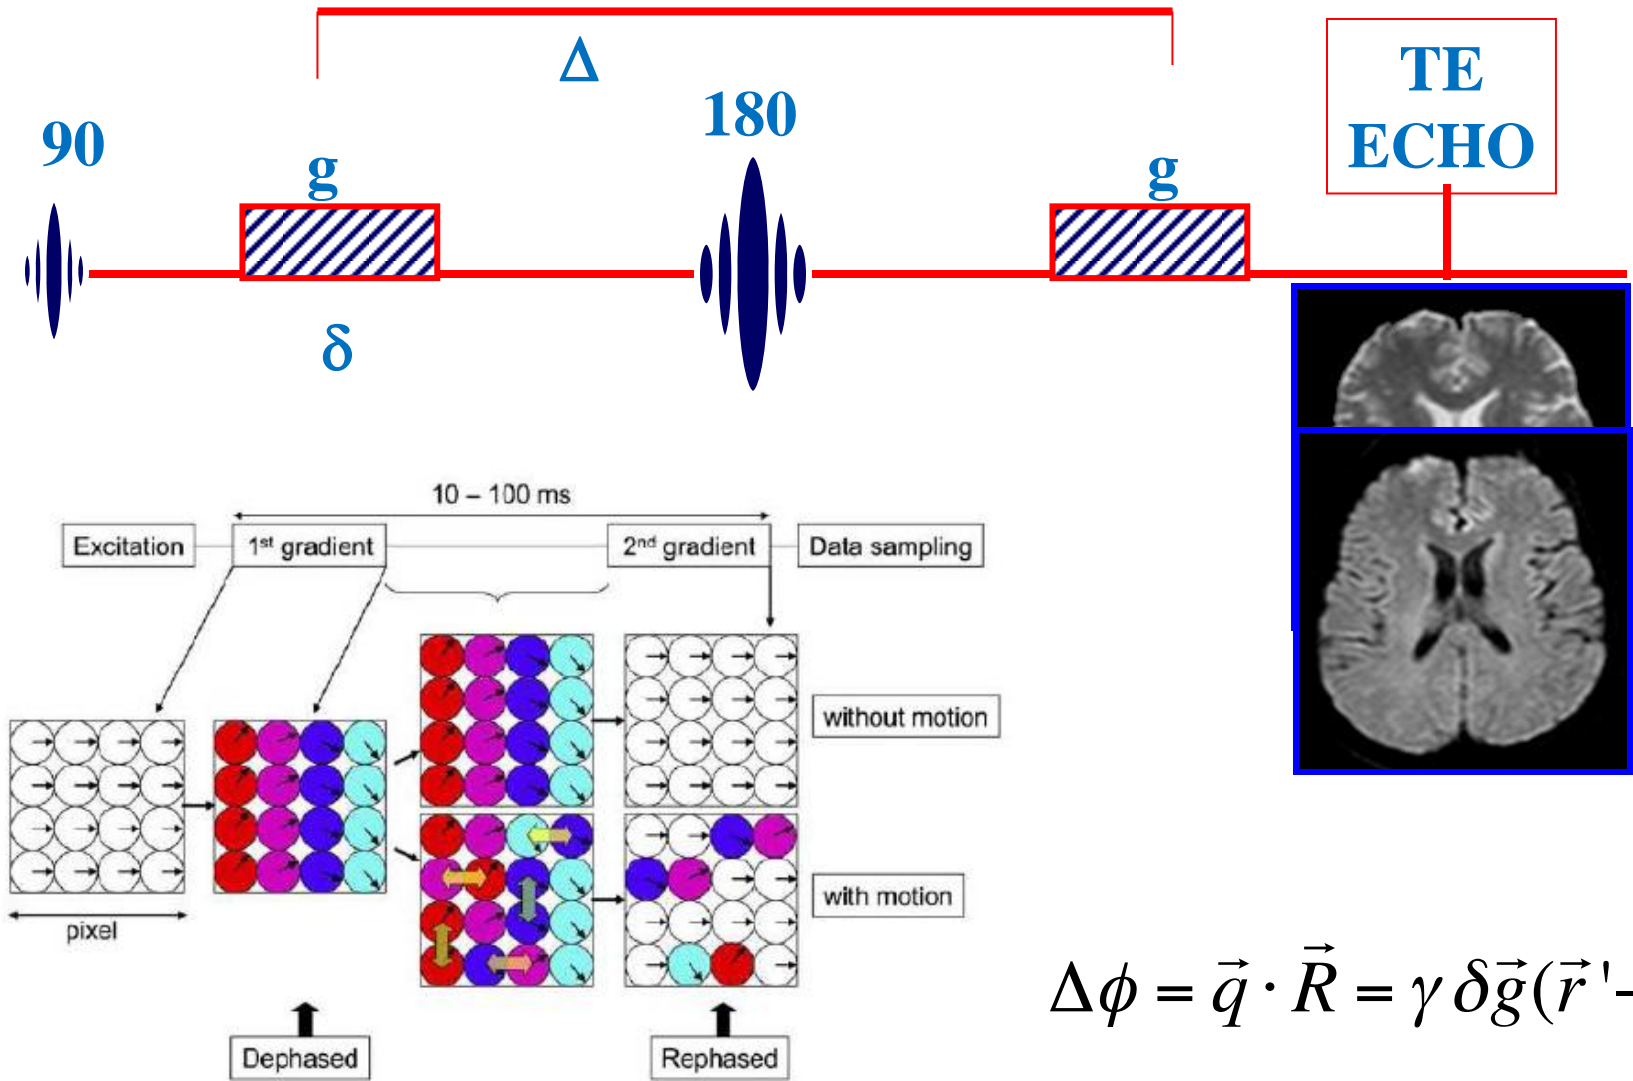 Δ
TE
ECHO
90
180
g
g
δ
10 – 100 ms
Excitation
1st gradient
2nd gradient
Data sampling
without motion
with motion
pixel
Dephased
Rephased
Δϕ = q⃗ · R⃗ = γ δg⃗(r⃗ '-